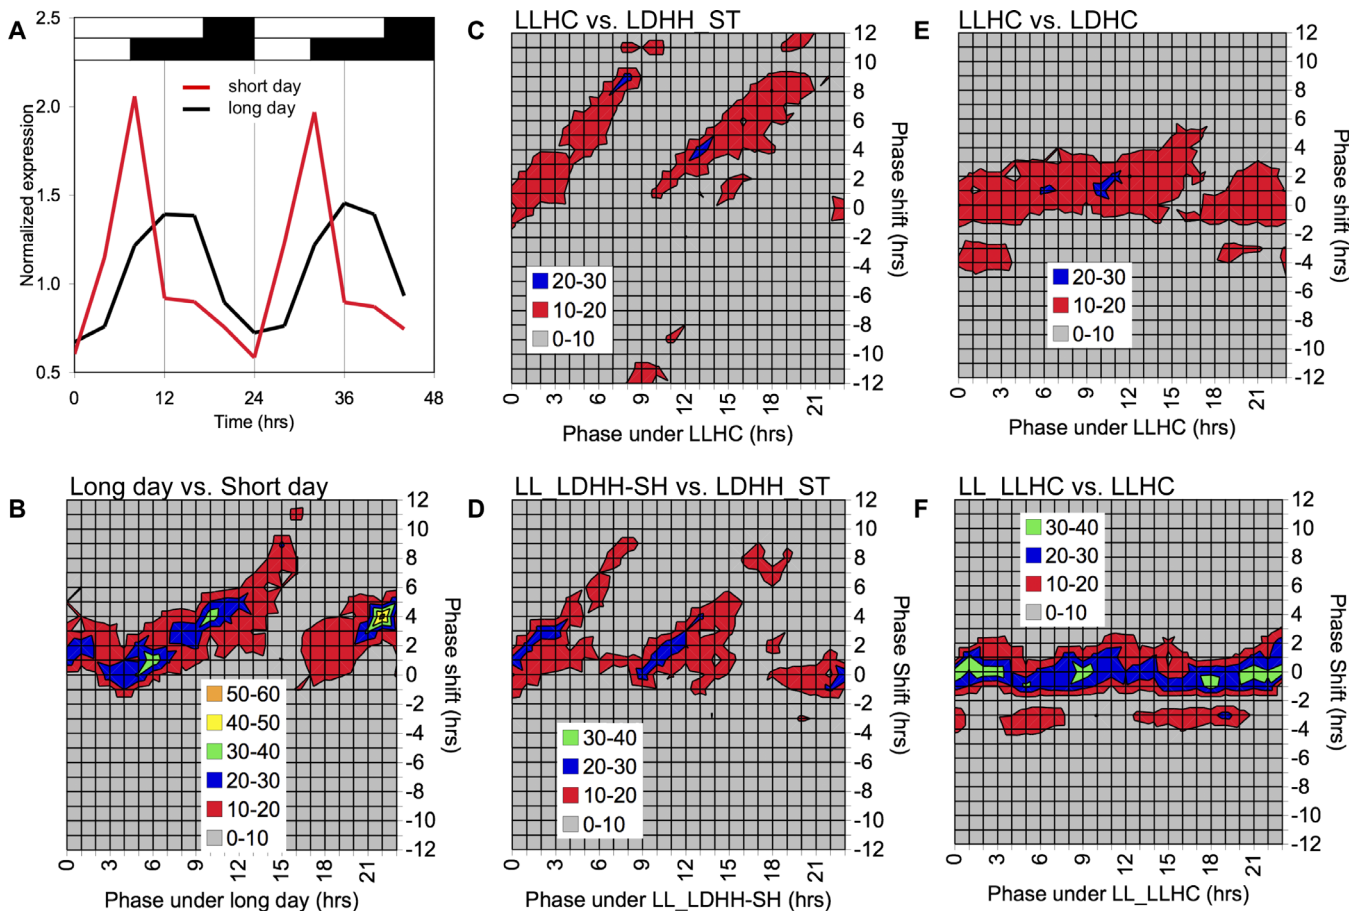 A
2.5
2.0
1.5
1.0
0.5
Normalized expression
short day
long day
0 12 24 36 48
Time (hrs)
C
LLHC vs. LDHH_ST
12
10
8
6
4
2
0
-2
-4
-6
-8
-10
-12
Phase shift (hrs)
20-30
10-20
0-10
0 3 6 9 12 15 18 21
Phase under LLHC (hrs)
E
LLHC vs. LDHC
12
10
8
6
4
2
0
-2
-4
-6
-8
-10
-12
Phase shift (hrs)
20-30
10-20
0-10
0 3 6 9 12 15 18 21
Phase under LLHC (hrs)
B
Long day vs. Short day
12
10
8
6
4
2
0
-2
-4
-6
-8
-10
-12
Phase shift (hrs)
50-60
40-50
30-40
20-30
10-20
0-10
0 3 6 9 12 15 18 21
Phase under long day (hrs)
D
LL_LDHH-SH vs. LDHH_ST
12
10
8
6
4
2
0
-2
-4
-6
-8
-10
-12
Phase Shift (hrs)
30-40
20-30
10-20
0-10
0 3 6 9 12 15 18 21
Phase under LL_LDHH-SH (hrs)
F
LL_LLHC vs. LLHC
12
10
8
6
4
2
0
-2
-4
-6
-8
-10
-12
Phase shift (hrs)
30-40
20-30
10-20
0-10
0 3 6 9 12 15 18 21
Phase under LL_LLHC (hrs)